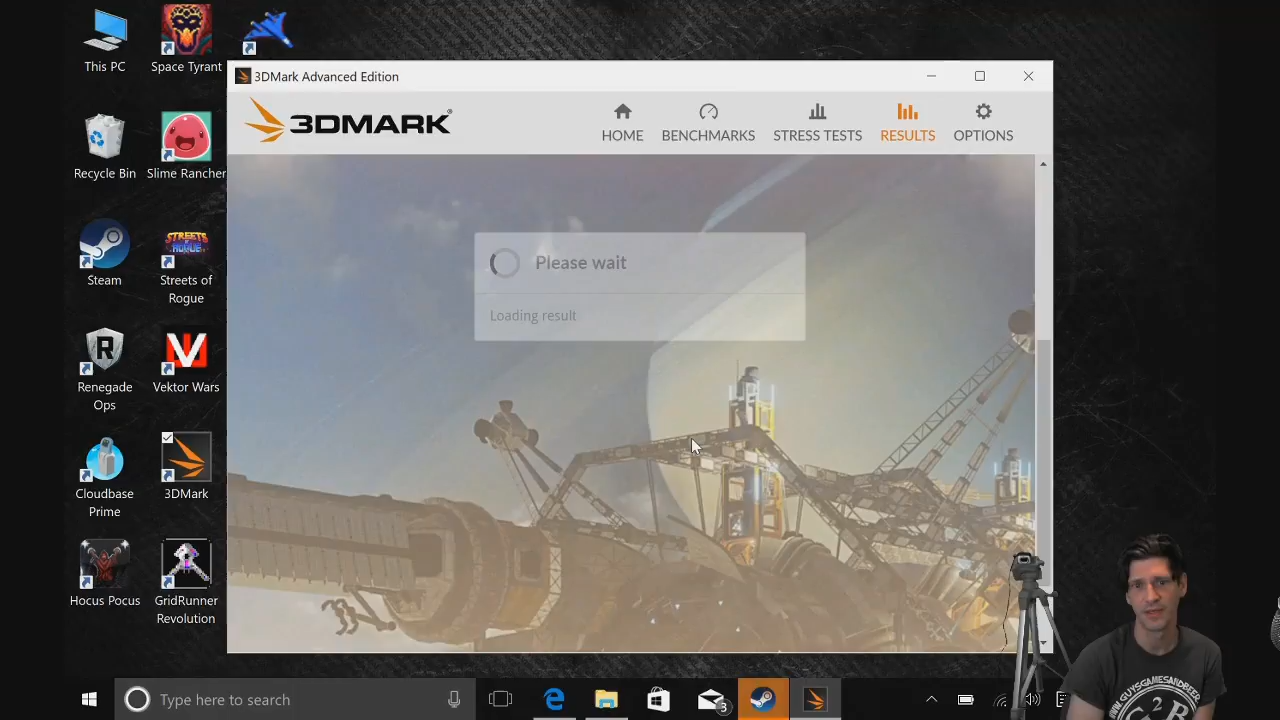 This PC
Space Tyrant
Recycle Bin
Slime Rancher
Steam
Streets of
Rogue
Renegade
Ops
Vektor Wars
Cloudbase
Prime
3DMark
Hocus Pocus
GridRunner
Revolution
3DMark Advanced Edition
3DMARK
HOME
BENCHMARKS
STRESS TESTS
RESULTS
OPTIONS
Please wait
Loading result
Type here to search
3